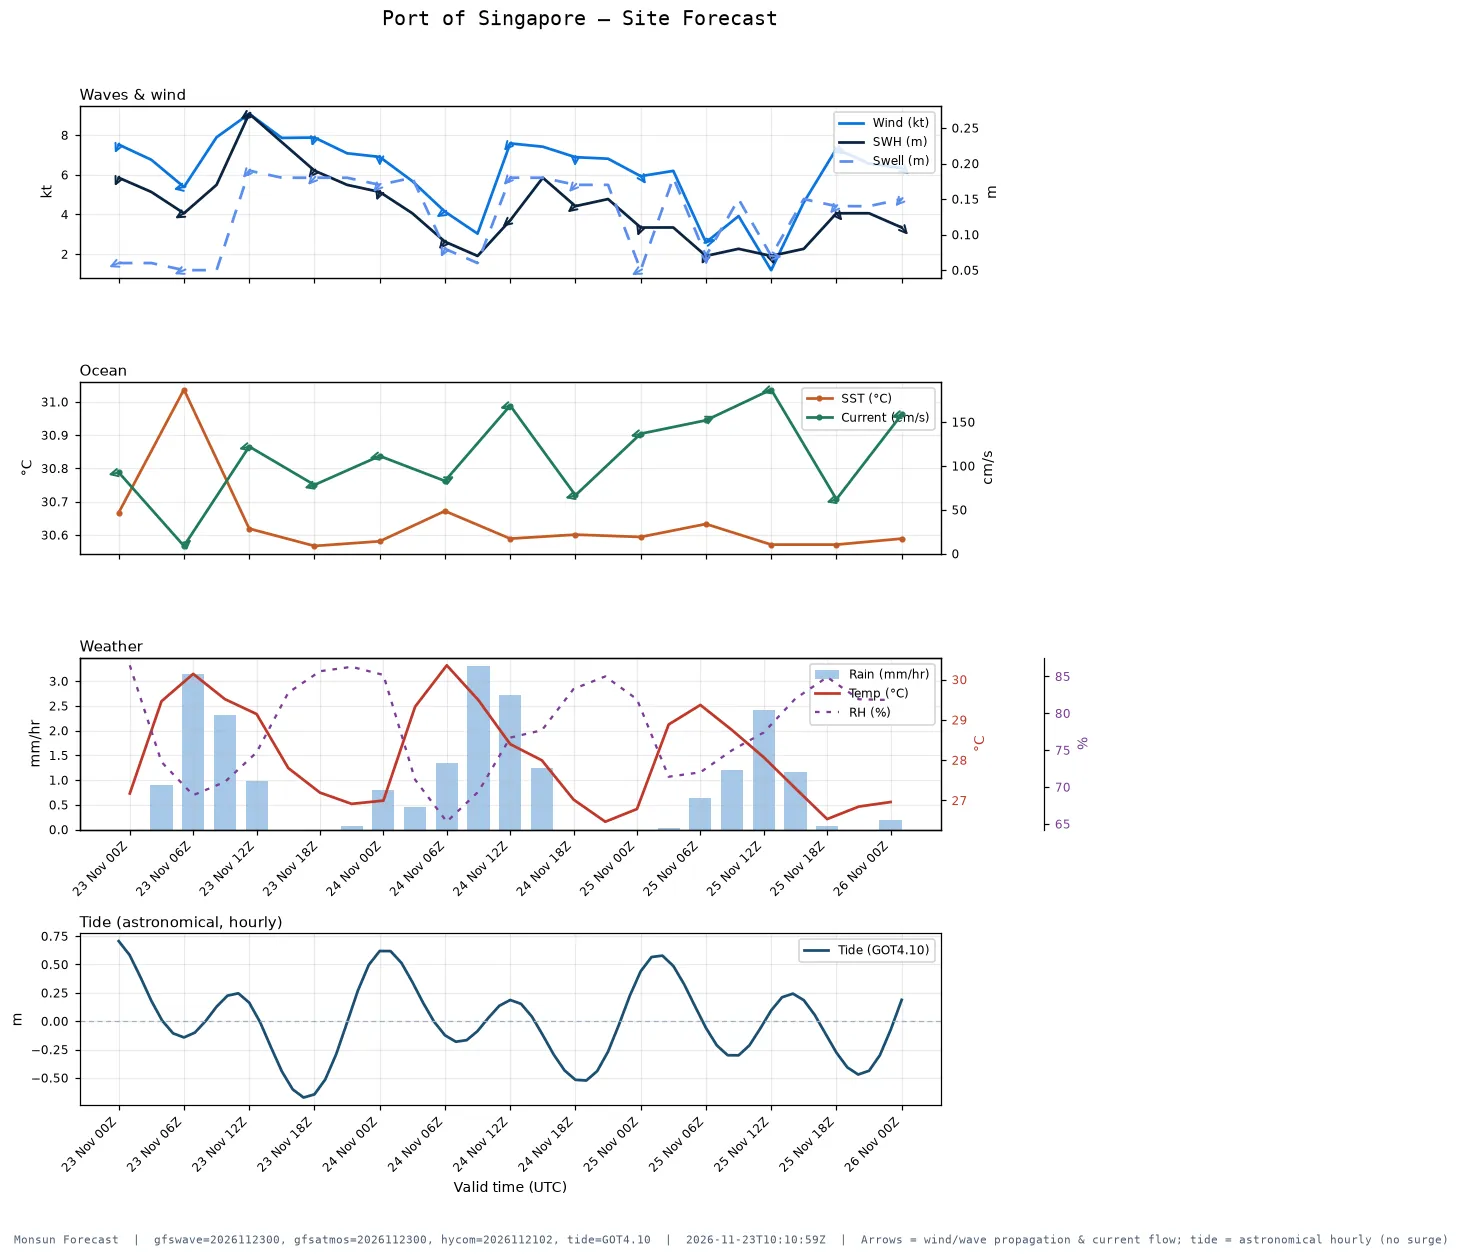 Port of Singapore — Site Forecast
Waves & wind
kt
8
6
4
2
Wind (kt)
SWH (m)
Swell (m)
0.25
0.20
0.15
0.10
0.05
m
Ocean
°C
31.0
30.9
30.8
30.7
30.6
SST (°C)
Current (cm/s)
150
100
50
0
cm/s
Weather
mm/hr
3.0
2.5
2.0
1.5
1.0
0.5
0.0
Rain (mm/hr)
Temp (°C)
RH (%)
30
29
28
27
°C
85
80
75
70
65
%
23 Nov 00Z
23 Nov 06Z
23 Nov 12Z
23 Nov 18Z
24 Nov 00Z
24 Nov 06Z
24 Nov 12Z
24 Nov 18Z
25 Nov 00Z
25 Nov 06Z
25 Nov 12Z
25 Nov 18Z
26 Nov 00Z
Tide (astronomical, hourly)
m
0.75
0.50
0.25
0.00
−0.25
−0.50
Tide (GOT4.10)
23 Nov 00Z
23 Nov 06Z
23 Nov 12Z
23 Nov 18Z
24 Nov 00Z
24 Nov 06Z
24 Nov 12Z
24 Nov 18Z
25 Nov 00Z
25 Nov 06Z
25 Nov 12Z
25 Nov 18Z
26 Nov 00Z
Valid time (UTC)
Monsun Forecast | gfswave=2026112300, gfsatmos=2026112300, hycom=2026112102, tide=GOT4.10 | 2026-11-23T10:10:59Z | Arrows = wind/wave propagation & current flow; tide = astronomical hourly (no surge)